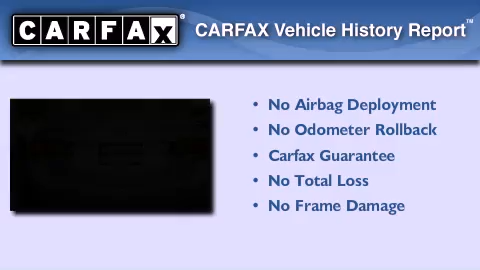 CARFAX®
CARFAX Vehicle History Report™
• No Airbag Deployment
• No Odometer Rollback
• Carfax Guarantee
• No Total Loss
• No Frame Damage